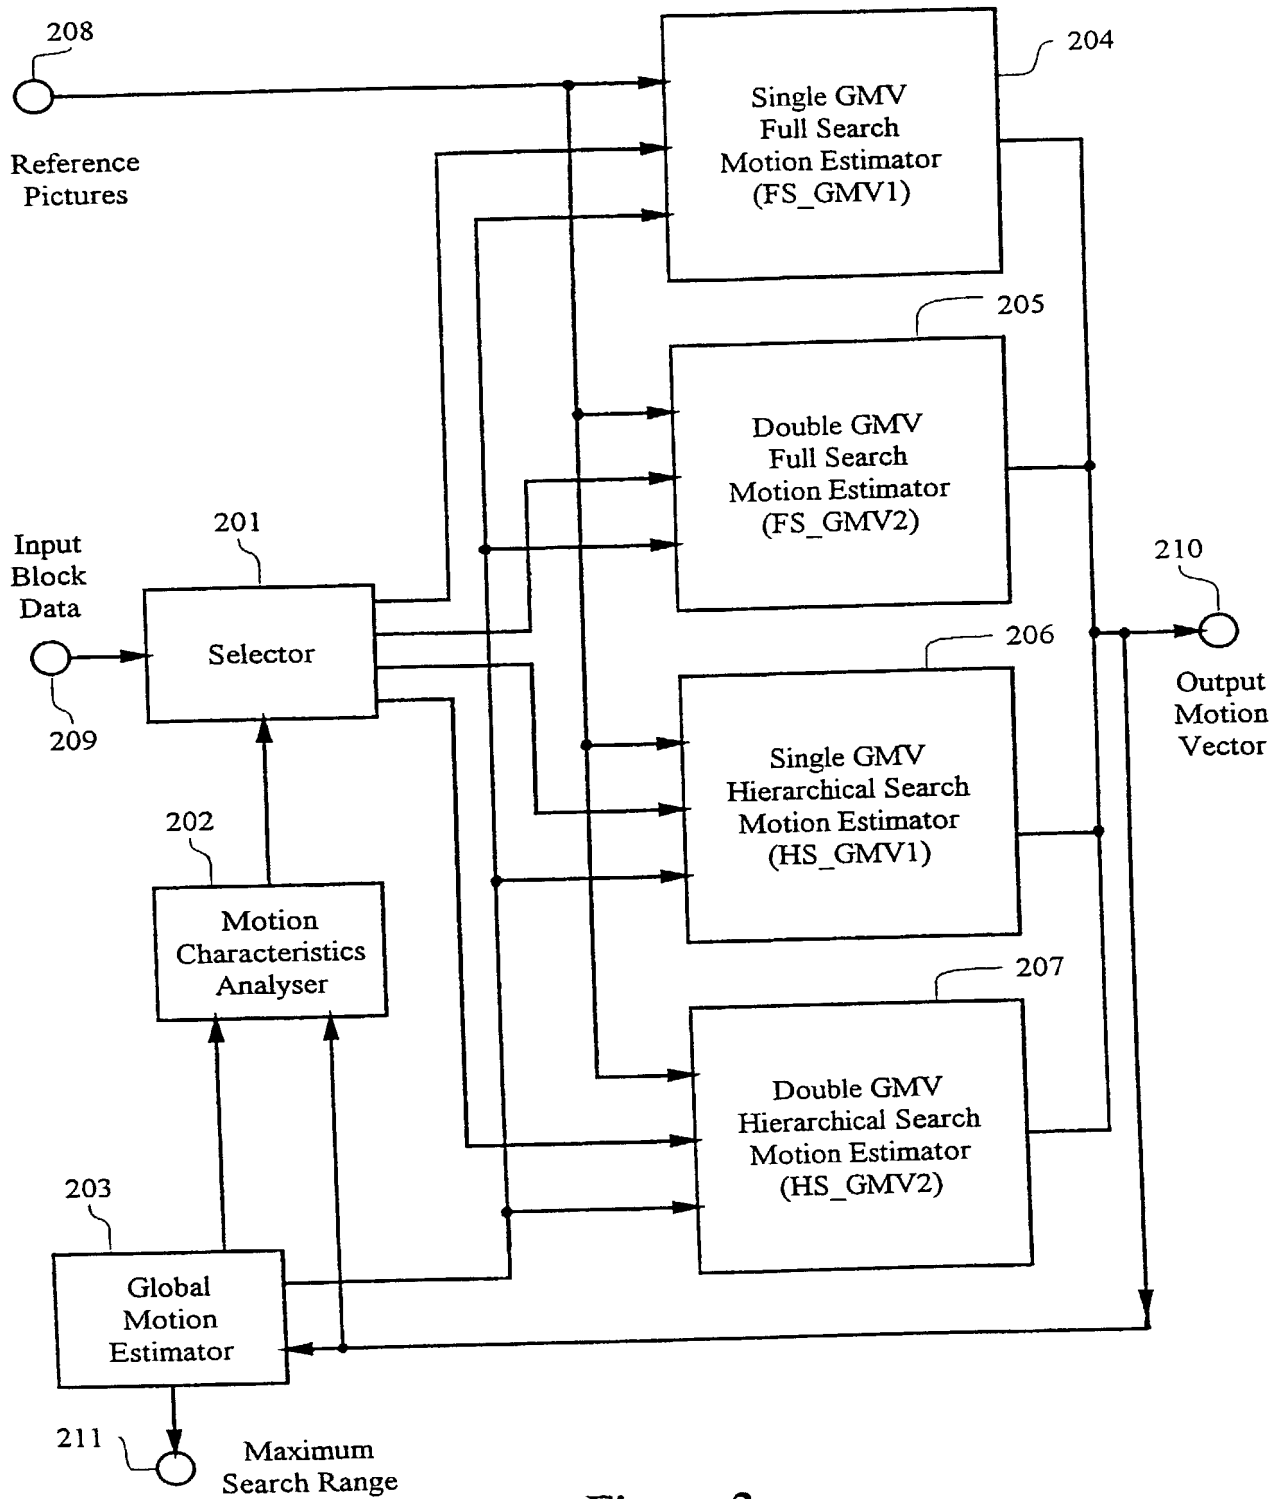 208
Reference
Pictures
204
Single GMV
Full Search
Motion Estimator
(FS_GMV1)
205
Double GMV
Full Search
Motion Estimator
(FS_GMV2)
201
Input
Block
Data
Selector
209
210
Output
Motion
Vector
206
Single GMV
Hierarchical Search
Motion Estimator
(HS_GMV1)
202
Motion
Characteristics
Analyser
207
Double GMV
Hierarchical Search
Motion Estimator
(HS_GMV2)
203
Global
Motion
Estimator
211
Maximum
Search Range